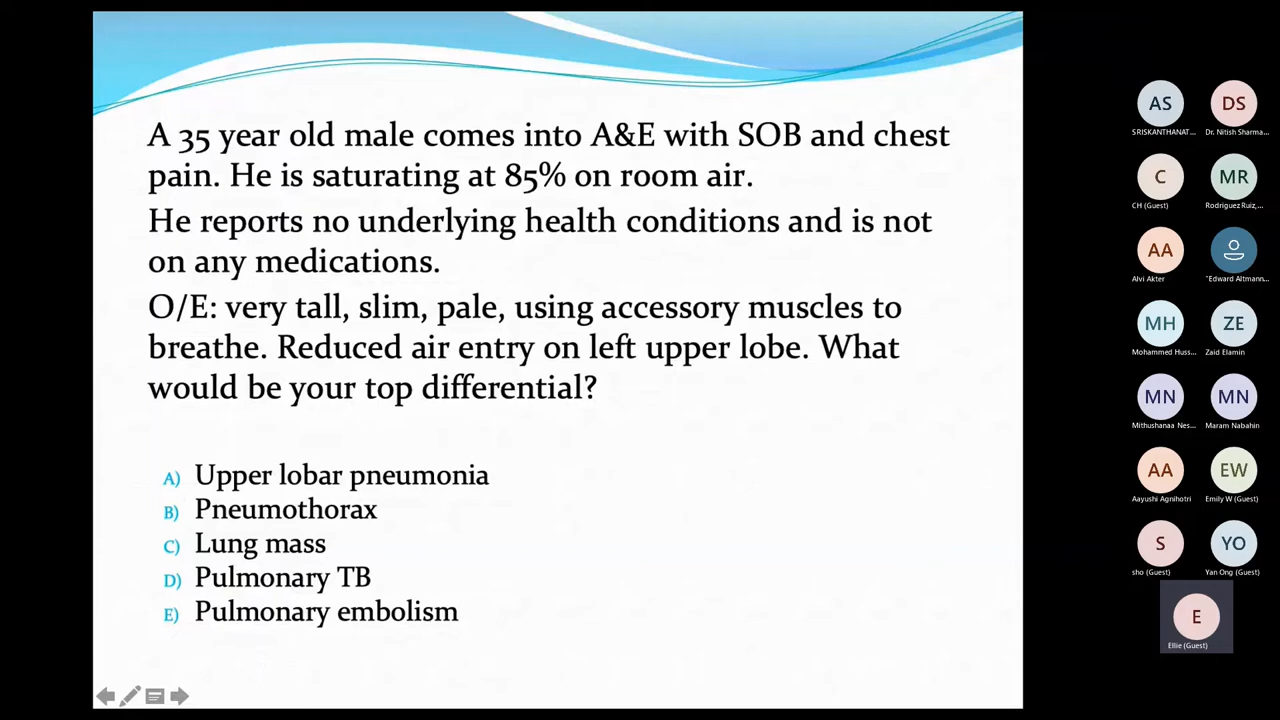 A 35 year old male comes into A&E with SOB and chest
pain. He is saturating at 85% on room air.
He reports no underlying health conditions and is not
on any medications.
O/E: very tall, slim, pale, using accessory muscles to
breathe. Reduced air entry on left upper lobe. What
would be your top differential?
A) Upper lobar pneumonia
B) Pneumothorax
C) Lung mass
D) Pulmonary TB
E) Pulmonary embolism
AS DS
SRISKANTHANAT... Dr. Nitish Sharma...
C MR
CH (Guest) Rodriguez Ruiz,...
AA
Alvi Akter "Edward Altmann...
MH ZE
Mohammed Huss... Zaid Elamin
MN MN
Mithushanaa Nes... Maram Nabahin
AA EW
Aayushi Agnihotri Emily W (Guest)
S YO
sho (Guest) Yan Ong (Guest)
E
Ellie (Guest)